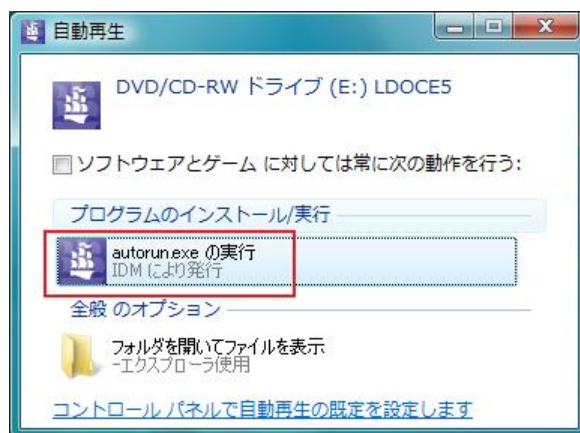 自動再生
DVD/CD-RW ドライブ (E:) LDOCE5
ソフトウェアとゲーム に対しては常に次の動作を行う:
プログラムのインストール/実行
autorun.exe の実行
IDM により発行
全般 のオプション
フォルダを開いてファイルを表示
-エクスプローラ使用
コントロール パネルで自動再生の既定を設定します